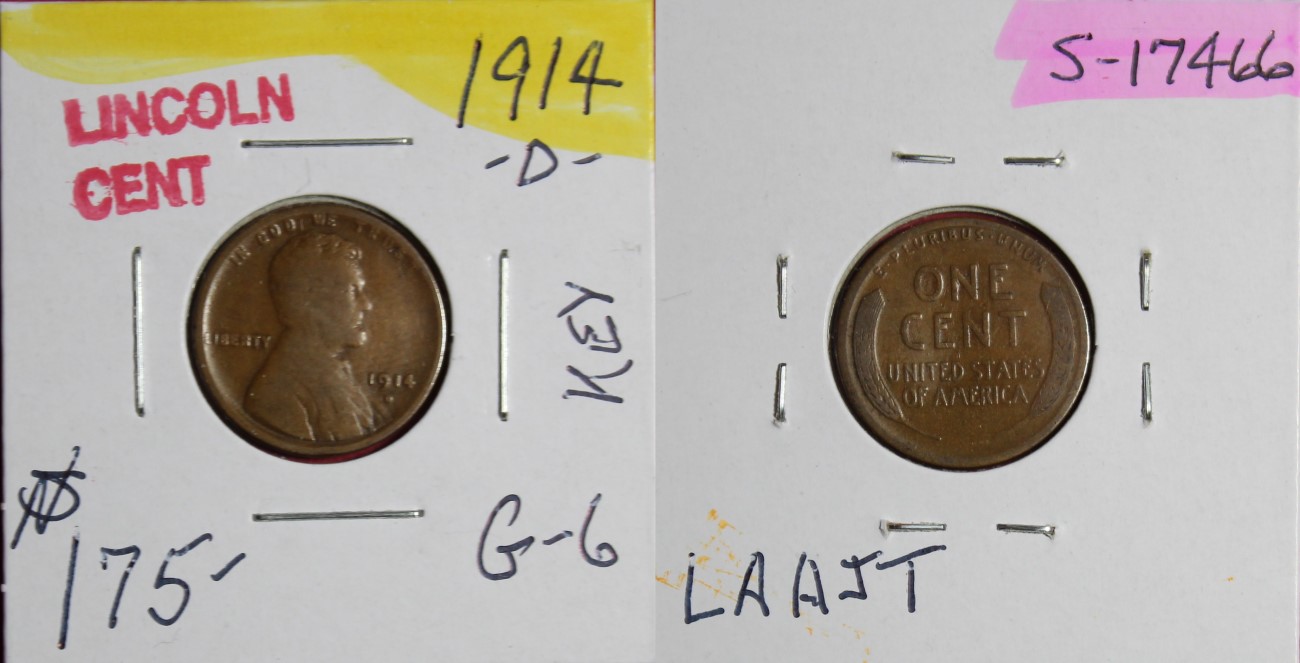 LINCOLN
CENT
1914
-D-
IN GOD WE TRUST
LIBERTY
1914
D
KEY
$175-
G-6
S-17466
E·PLURIBUS·UNUM
ONE
CENT
UNITED STATES
OF AMERICA
LAAJT